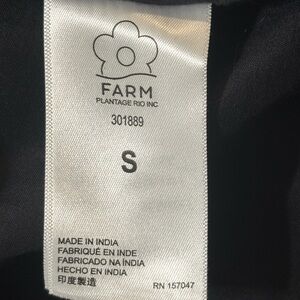 FARM
PLANTAGE RIO INC
301889
S
MADE IN INDIA
FABRIQUÉ EN INDE
FABRICADO NA ÍNDIA
HECHO EN INDIA
印度製造
RN 157047